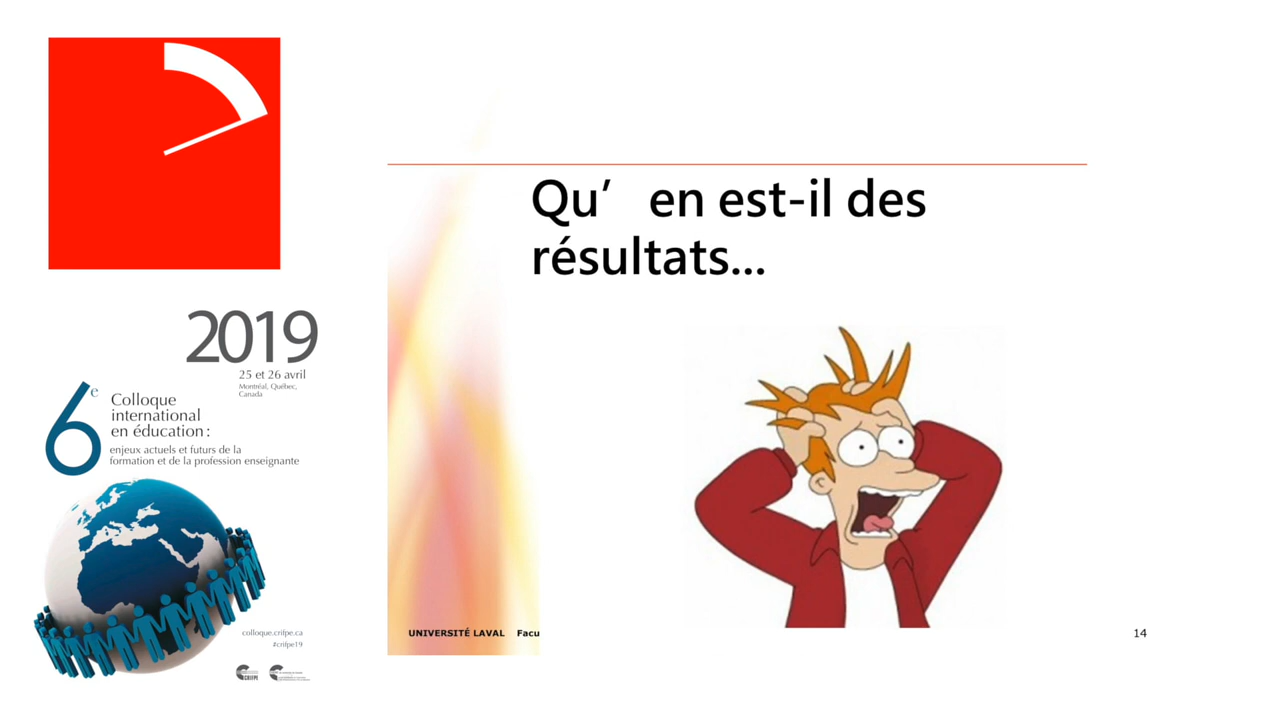 Qu’ en est-il des
résultats...
2019
25 et 26 avril
Montréal, Québec,
Canada
6e
Colloque
international
en éducation :
enjeux actuels et futurs de la
formation et de la profession enseignante
colloque.crifpe.ca
#crifpe19
CRIFPE
UNIVERSITÉ LAVAL Facu
14